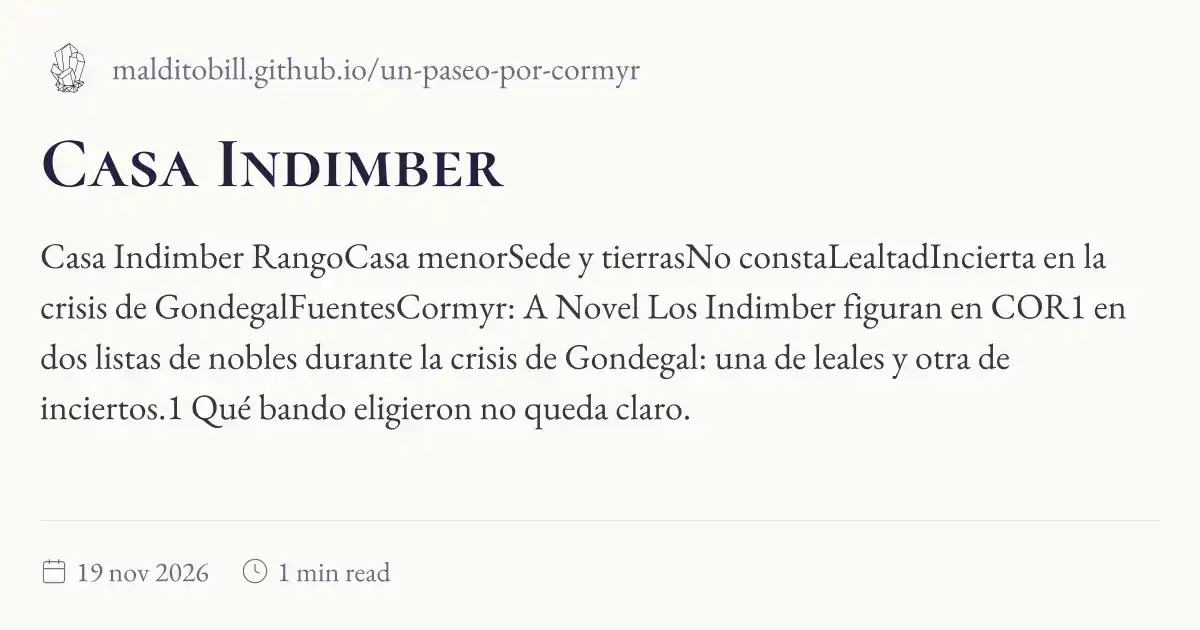 malditobill.github.io/un-paseo-por-cormyr
Casa Indimber
Casa Indimber RangoCasa menorSede y tierrasNo constaLealtadIncierta en la
crisis de GondegalFuentesCormyr: A Novel Los Indimber figuran en COR1 en
dos listas de nobles durante la crisis de Gondegal: una de leales y otra de
inciertos.1 Qué bando eligieron no queda claro.
19 nov 2026 1 min read